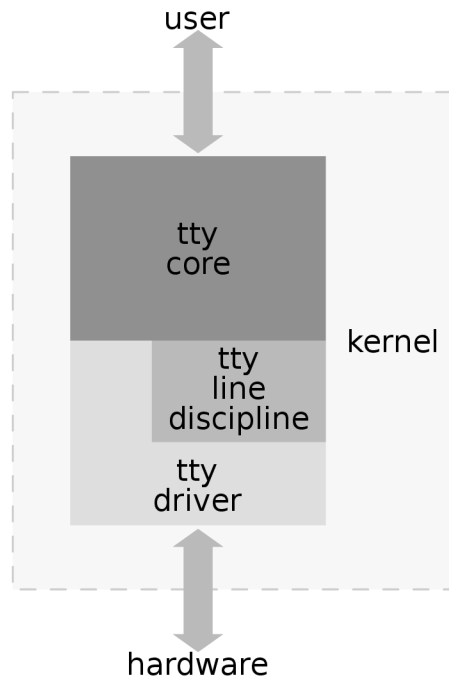 user
tty
core
kernel
tty
line
discipline
tty
driver
hardware